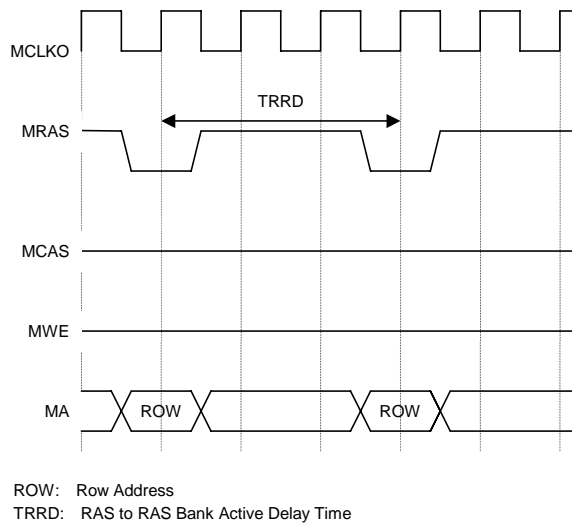 MCLKO
TRRD
MRAS
MCAS
MWE
MA
ROW
ROW
ROW: Row Address
TRRD: RAS to RAS Bank Active Delay Time